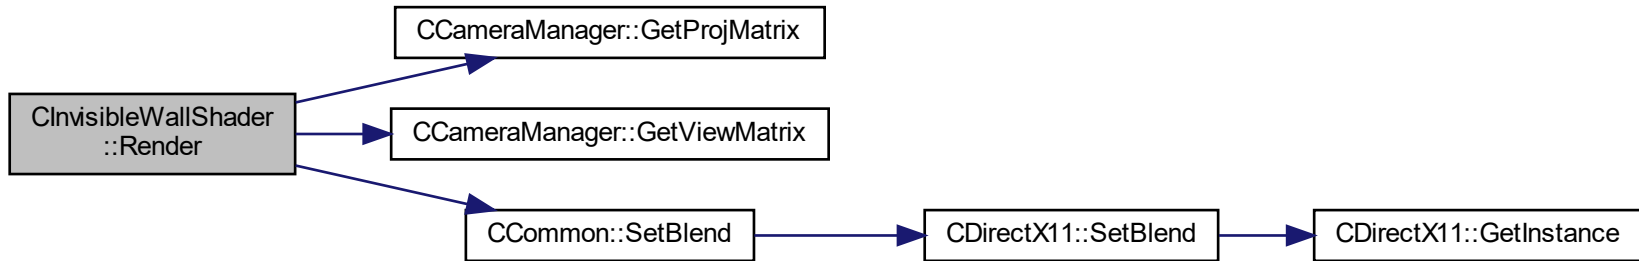 CCameraManager::GetProjMatrix
CInvisibleWallShader
::Render
CCameraManager::GetViewMatrix
CCommon::SetBlend
CDirectX11::SetBlend
CDirectX11::GetInstance